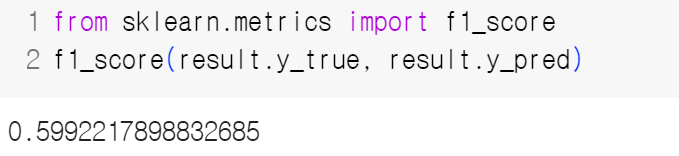 1 from sklearn.metrics import f1_score
2 f1_score(result.y_true, result.y_pred)
0.5992217898832685